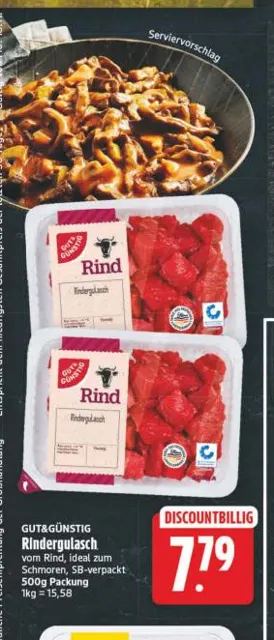 Serviervorschlag
GUT&
GÜNSTIG
Rind
Rindergulasch
GUT&
GÜNSTIG
Rind
Rindergulasch
GUT&GÜNSTIG
Rindergulasch
vom Rind, ideal zum
Schmoren, SB-verpackt
500g Packung
1kg = 15,58
DISCOUNTBILLIG
7.79